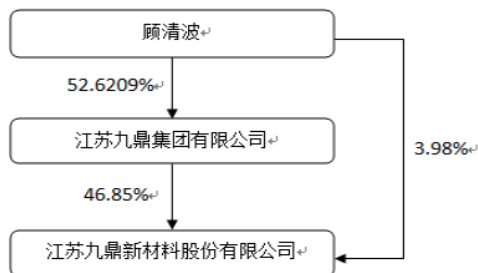 顾清波
52.6209%
江苏九鼎集团有限公司
3.98%
46.85%
江苏九鼎新材料股份有限公司